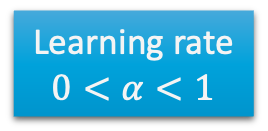 Learning rate
0 < α < 1